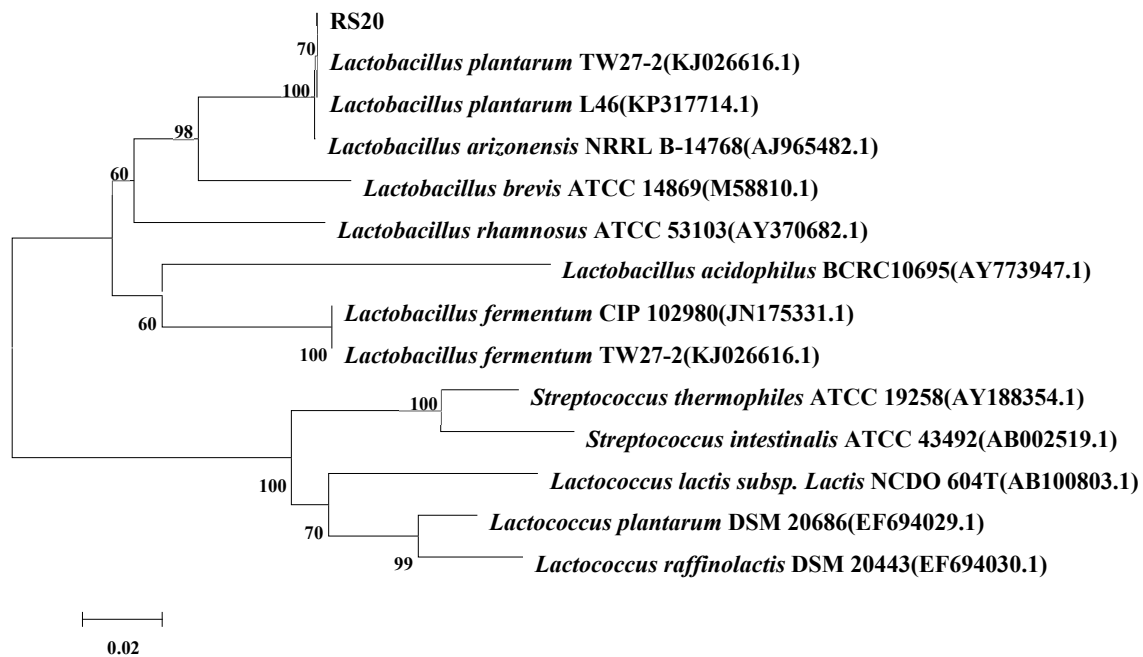 RS20
70
Lactobacillus plantarum TW27-2(KJ026616.1)
100
Lactobacillus plantarum L46(KP317714.1)
98
Lactobacillus arizonensis NRRL B-14768(AJ965482.1)
60
Lactobacillus brevis ATCC 14869(M58810.1)
Lactobacillus rhamnosus ATCC 53103(AY370682.1)
Lactobacillus acidophilus BCRC10695(AY773947.1)
Lactobacillus fermentum CIP 102980(JN175331.1)
60
100
Lactobacillus fermentum TW27-2(KJ026616.1)
Streptococcus thermophiles ATCC 19258(AY188354.1)
100
Streptococcus intestinalis ATCC 43492(AB002519.1)
100
Lactococcus lactis subsp. Lactis NCDO 604T(AB100803.1)
Lactococcus plantarum DSM 20686(EF694029.1)
70
99
Lactococcus raffinolactis DSM 20443(EF694030.1)
0.02